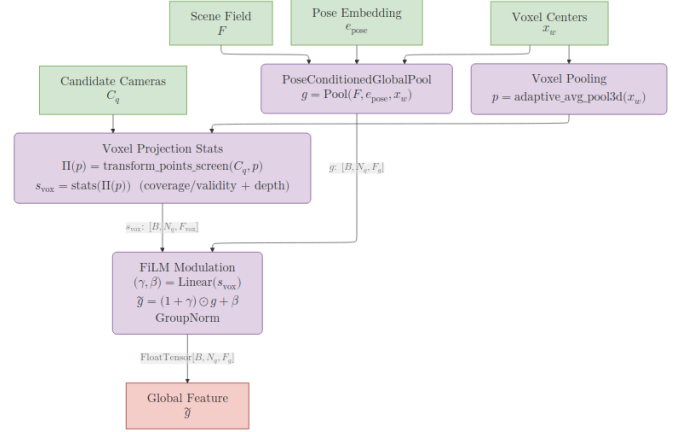 Scene Field
F
Pose Embedding
e_pose
Voxel Centers
x_w
Candidate Cameras
C_q
PoseConditionedGlobalPool
g = Pool(F, e_pose, x_w)
Voxel Pooling
p = adaptive_avg_pool3d(x_w)
Voxel Projection Stats
Π(p) = transform_points_screen(C_q, p)
s_vox = stats(Π(p)) (coverage/validity + depth)
g: [B, N_q, F_g]
s_vox: [B, N_q, F_vox]
FiLM Modulation
(γ, β) = Linear(s_vox)
g̃ = (1 + γ) ⊙ g + β
GroupNorm
FloatTensor[B, N_q, F_g]
Global Feature
g̃